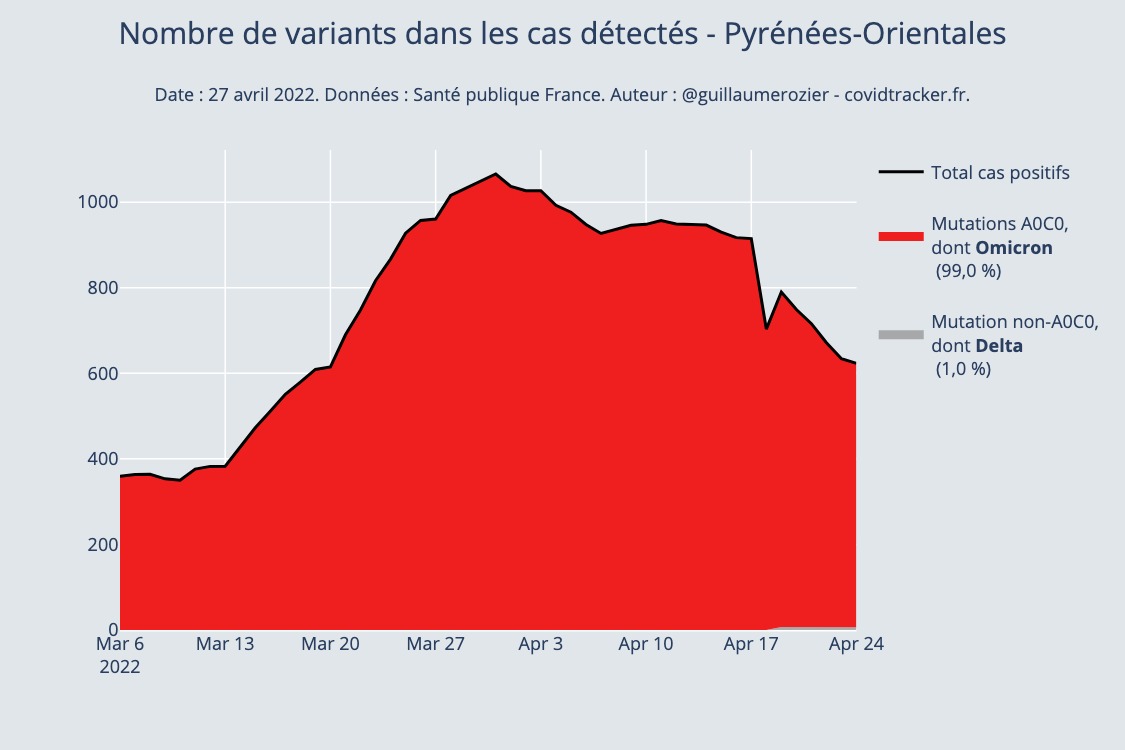 Nombre de variants dans les cas détectés - Pyrénées-Orientales
Date : 27 avril 2022. Données : Santé publique France. Auteur : @guillaumerozier - covidtracker.fr.
Total cas positifs
Mutations A0C0,
dont Omicron
(99,0 %)
Mutation non-A0C0,
dont Delta
(1,0 %)
1000
800
600
400
200
0
Mar 6 Mar 13 Mar 20 Mar 27 Apr 3 Apr 10 Apr 17 Apr 24
2022